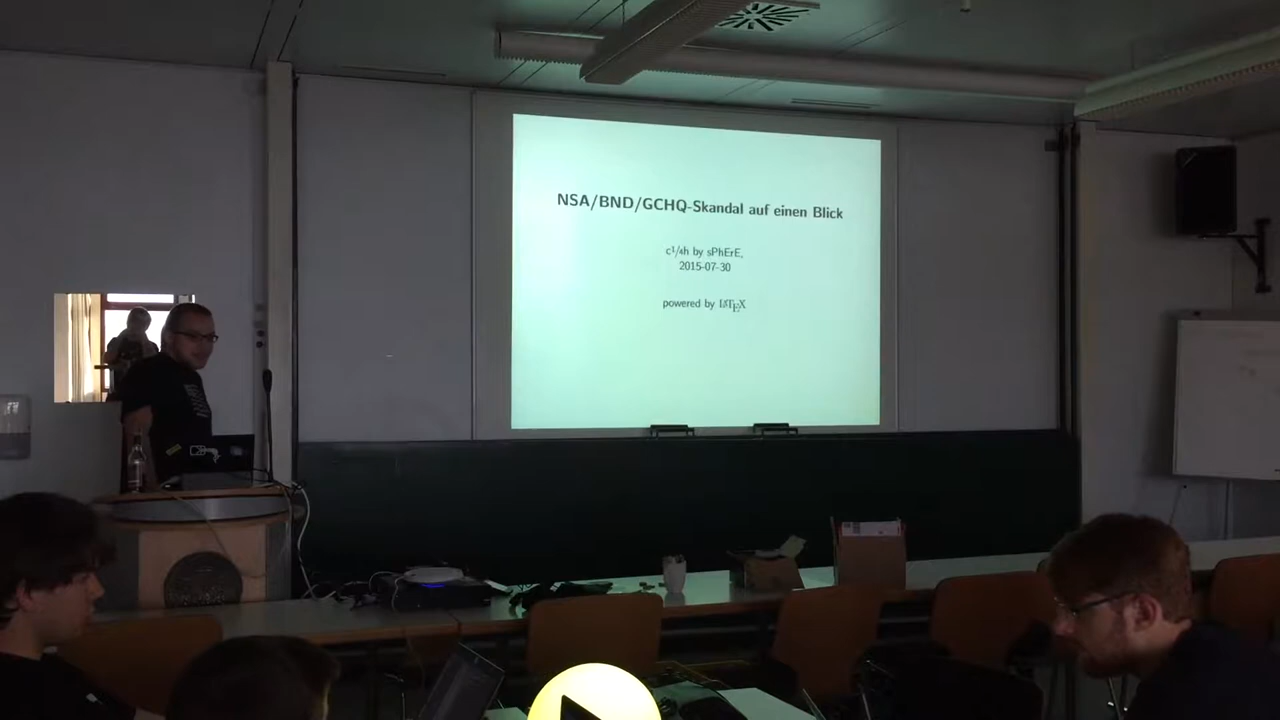 NSA/BND/GCHQ-Skandal auf einen Blick
c¹/₄h by sPhErE,
2015-07-30
powered by LATEX